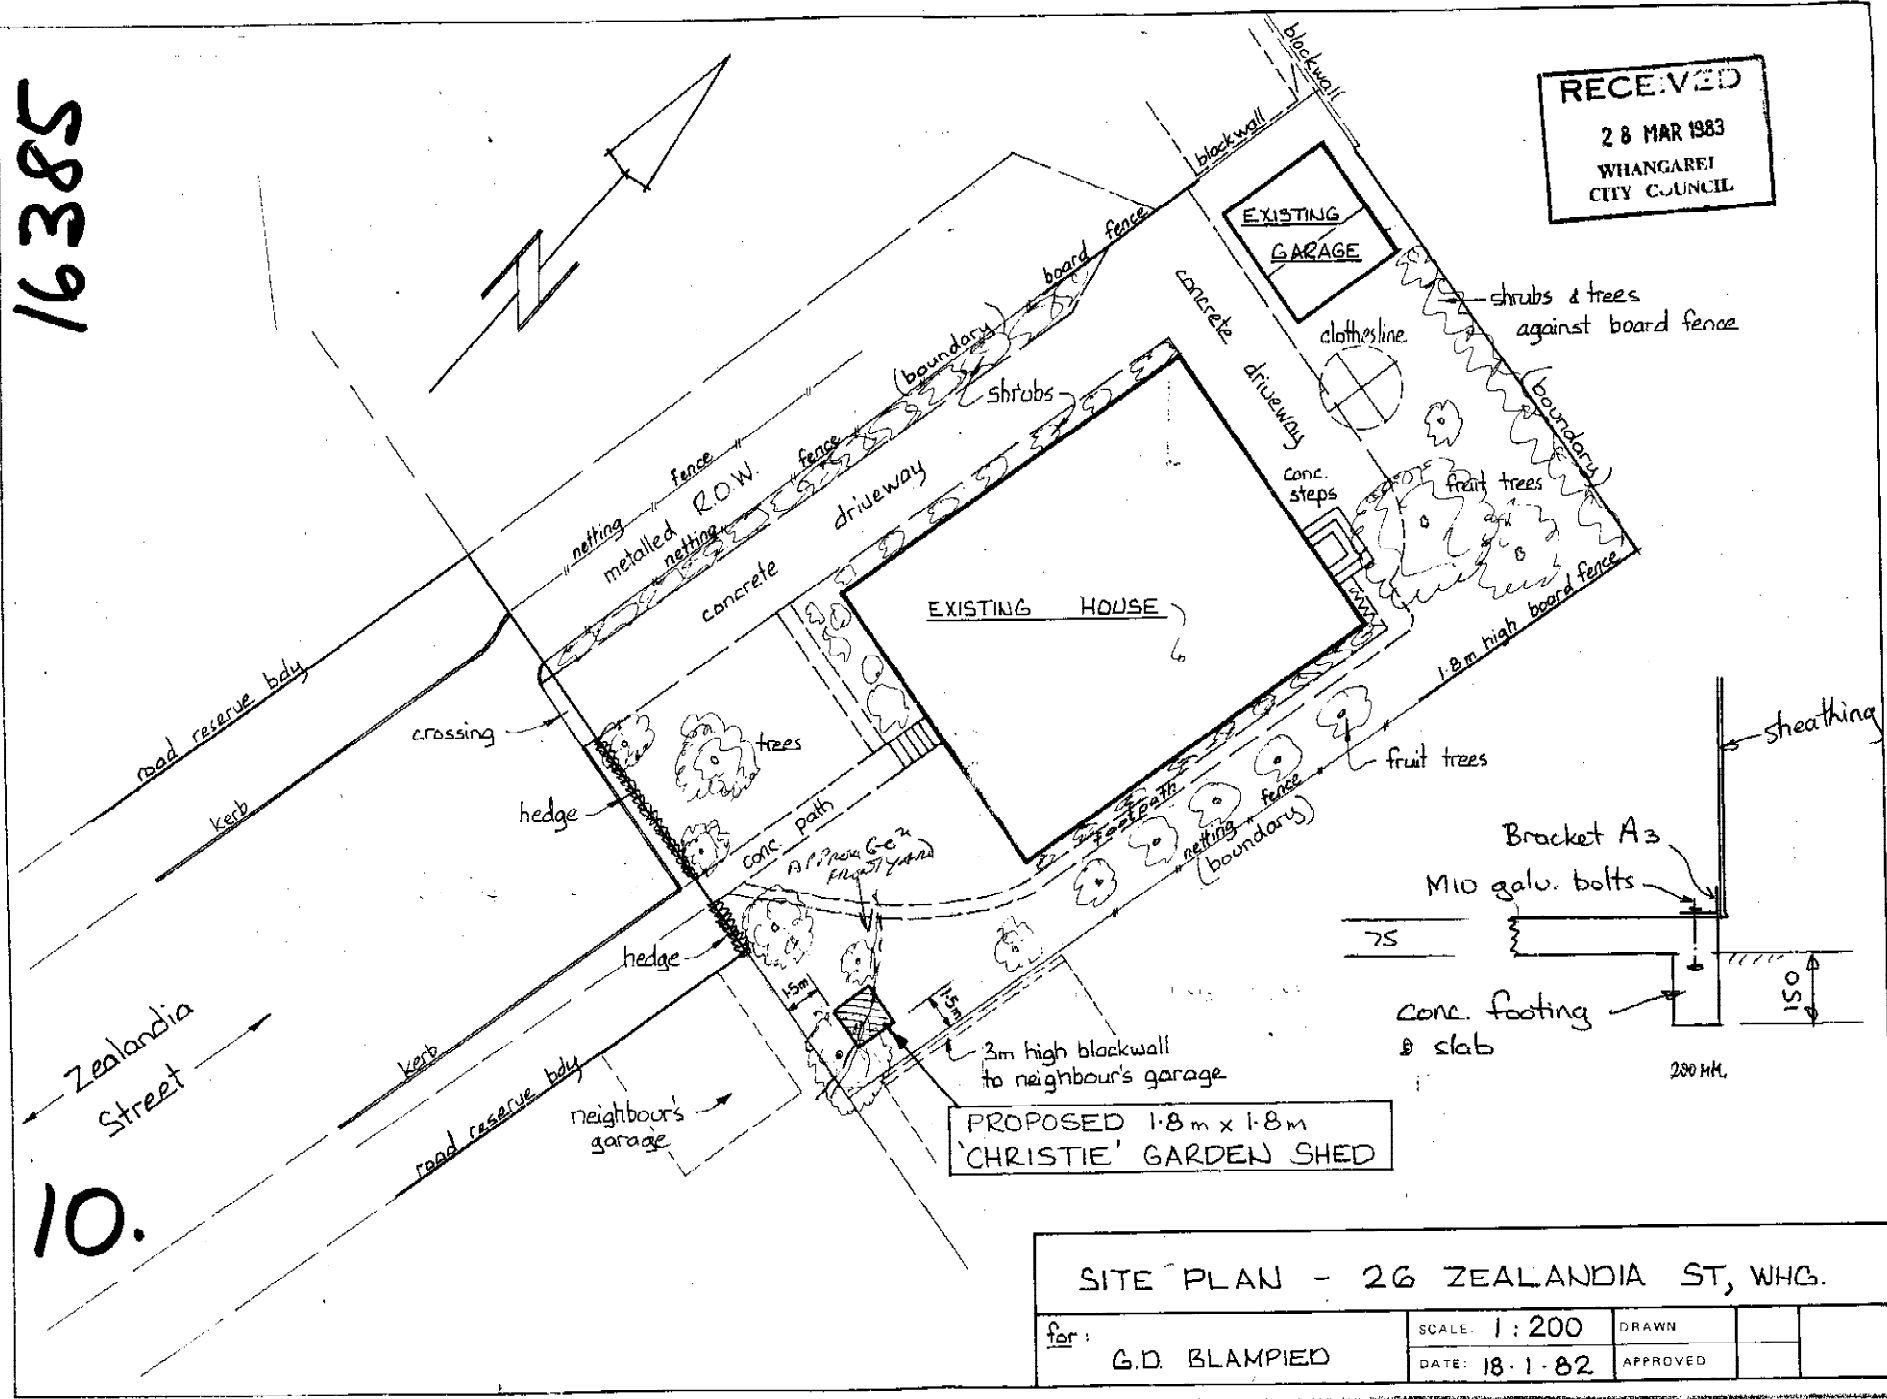 16385
RECEIVED
28 MAR 1983
WHANGAREI
CITY COUNCIL
blockwall
blockwall
EXISTING
GARAGE
board fence
(boundary)
concrete driveway
clothesline
shrubs & trees
against board fence
(boundary)
shrubs
netting fence
metalled R.O.W.
netting fence
concrete driveway
conc.
steps
fruit trees
EXISTING HOUSE
1.8m high board fence
road reserve bdy
crossing
kerb
trees
hedge
conc. path
footpath
fruit trees
netting fence
(boundary)
FRONTYARD
hedge
1.5m
1.5m
3m high blockwall
to neighbour's garage
Zealandia
Street
kerb
road reserve bdy
neighbour's
garage
PROPOSED 1.8m x 1.8m
'CHRISTIE' GARDEN SHED
sheathing
Bracket A3
M10 galv. bolts
75
150
conc. footing
& slab
200 MM.
10.
SITE PLAN - 26 ZEALANDIA ST, WHG.
for:
G.D. BLAMPIED
SCALE: 1:200
DRAWN
DATE: 18.1.82
APPROVED